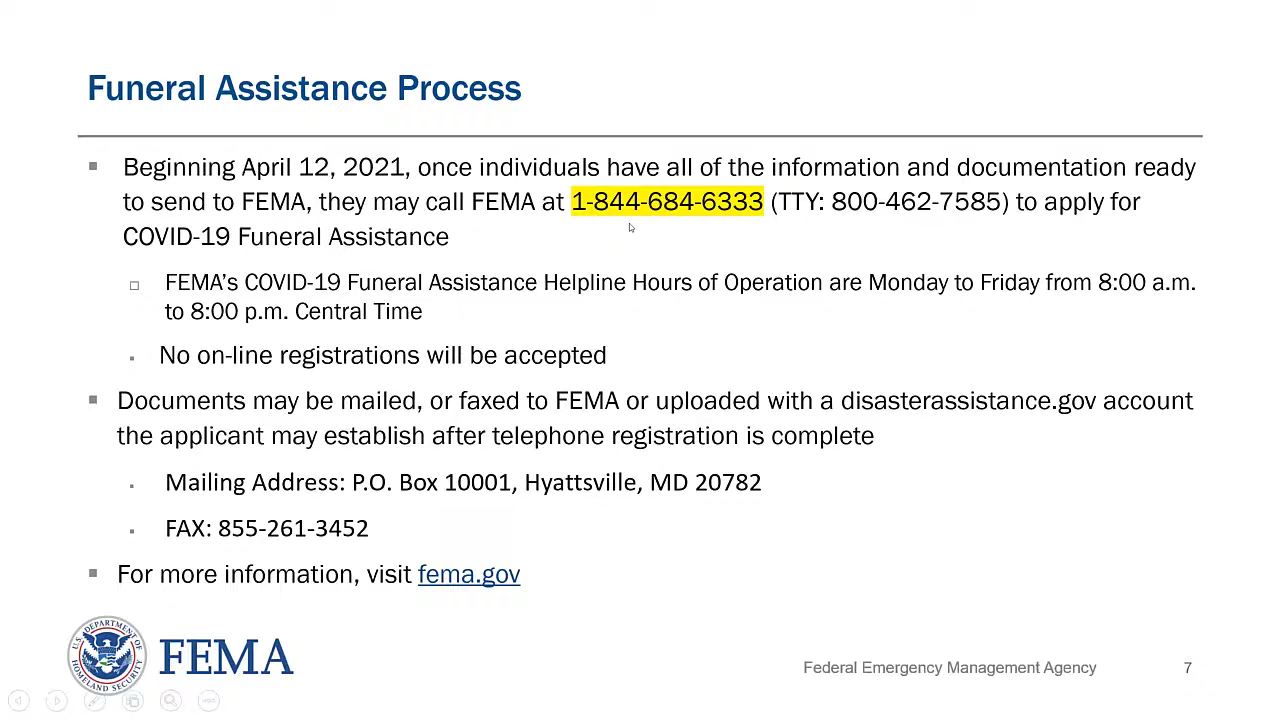 Funeral Assistance Process
Beginning April 12, 2021, once individuals have all of the information and documentation ready
to send to FEMA, they may call FEMA at 1-844-684-6333 (TTY: 800-462-7585) to apply for
COVID-19 Funeral Assistance
FEMA’s COVID-19 Funeral Assistance Helpline Hours of Operation are Monday to Friday from 8:00 a.m.
to 8:00 p.m. Central Time
No on-line registrations will be accepted
Documents may be mailed, or faxed to FEMA or uploaded with a disasterassistance.gov account
the applicant may establish after telephone registration is complete
Mailing Address: P.O. Box 10001, Hyattsville, MD 20782
FAX: 855-261-3452
For more information, visit fema.gov
U.S. DEPARTMENT OF
HOMELAND SECURITY
FEMA
Federal Emergency Management Agency
7